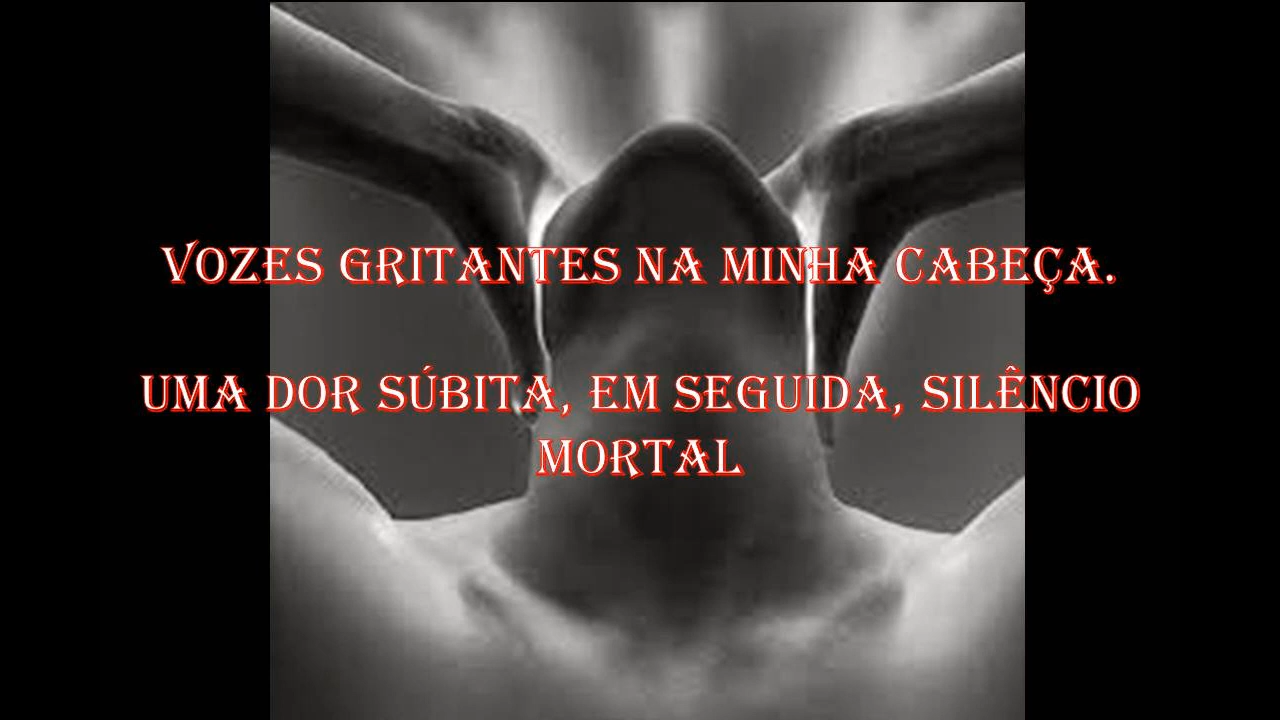 VOZES GRITANTES NA MINHA CABEÇA.
UMA DOR SÚBITA, EM SEGUIDA, SILÊNCIO
MORTAL